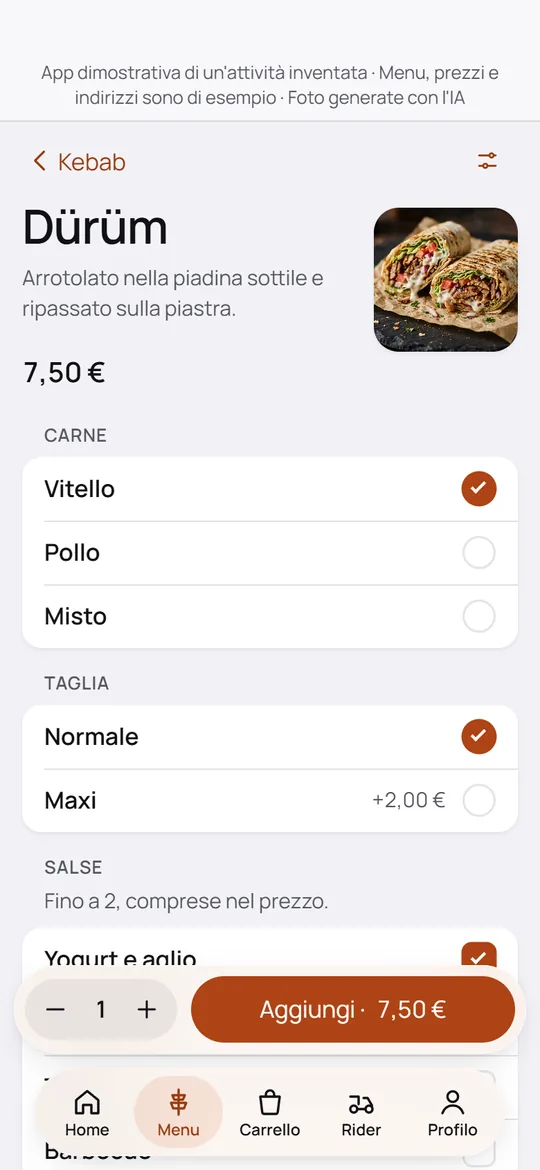 App dimostrativa di un'attività inventata · Menu, prezzi e
indirizzi sono di esempio · Foto generate con l'IA
Kebab
Dürüm
Arrotolato nella piadina sottile e
ripassato sulla piastra.
7,50 €
CARNE
Vitello
Pollo
Misto
TAGLIA
Normale
Maxi +2,00 €
SALSE
Fino a 2, comprese nel prezzo.
Yogurt e aglio
1 Aggiungi · 7,50 €
Home Menu Carrello Rider Profilo